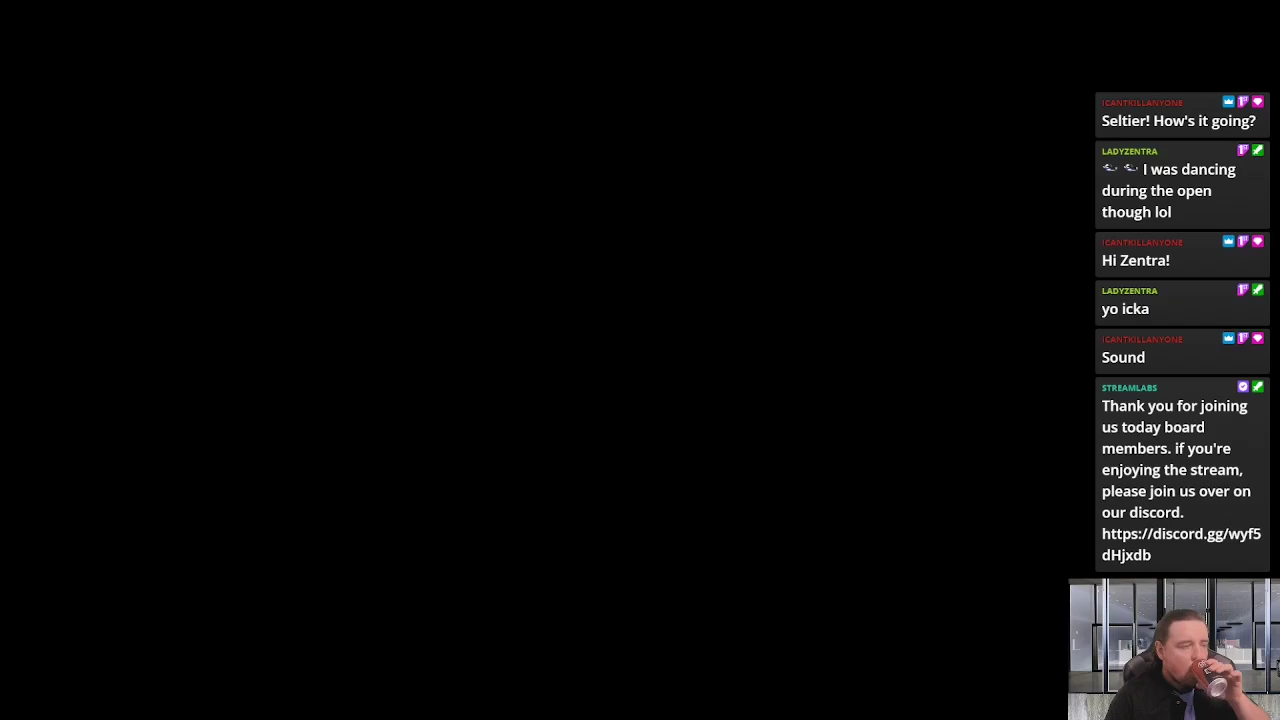 ICANTKILLANYONE
Seltier! How's it going?
LADYZENTRA
I was dancing
during the open
though lol
ICANTKILLANYONE
Hi Zentra!
LADYZENTRA
yo icka
ICANTKILLANYONE
Sound
STREAMLABS
Thank you for joining
us today board
members. if you're
enjoying the stream,
please join us over on
our discord.
https://discord.gg/wyf5
dHjxdb